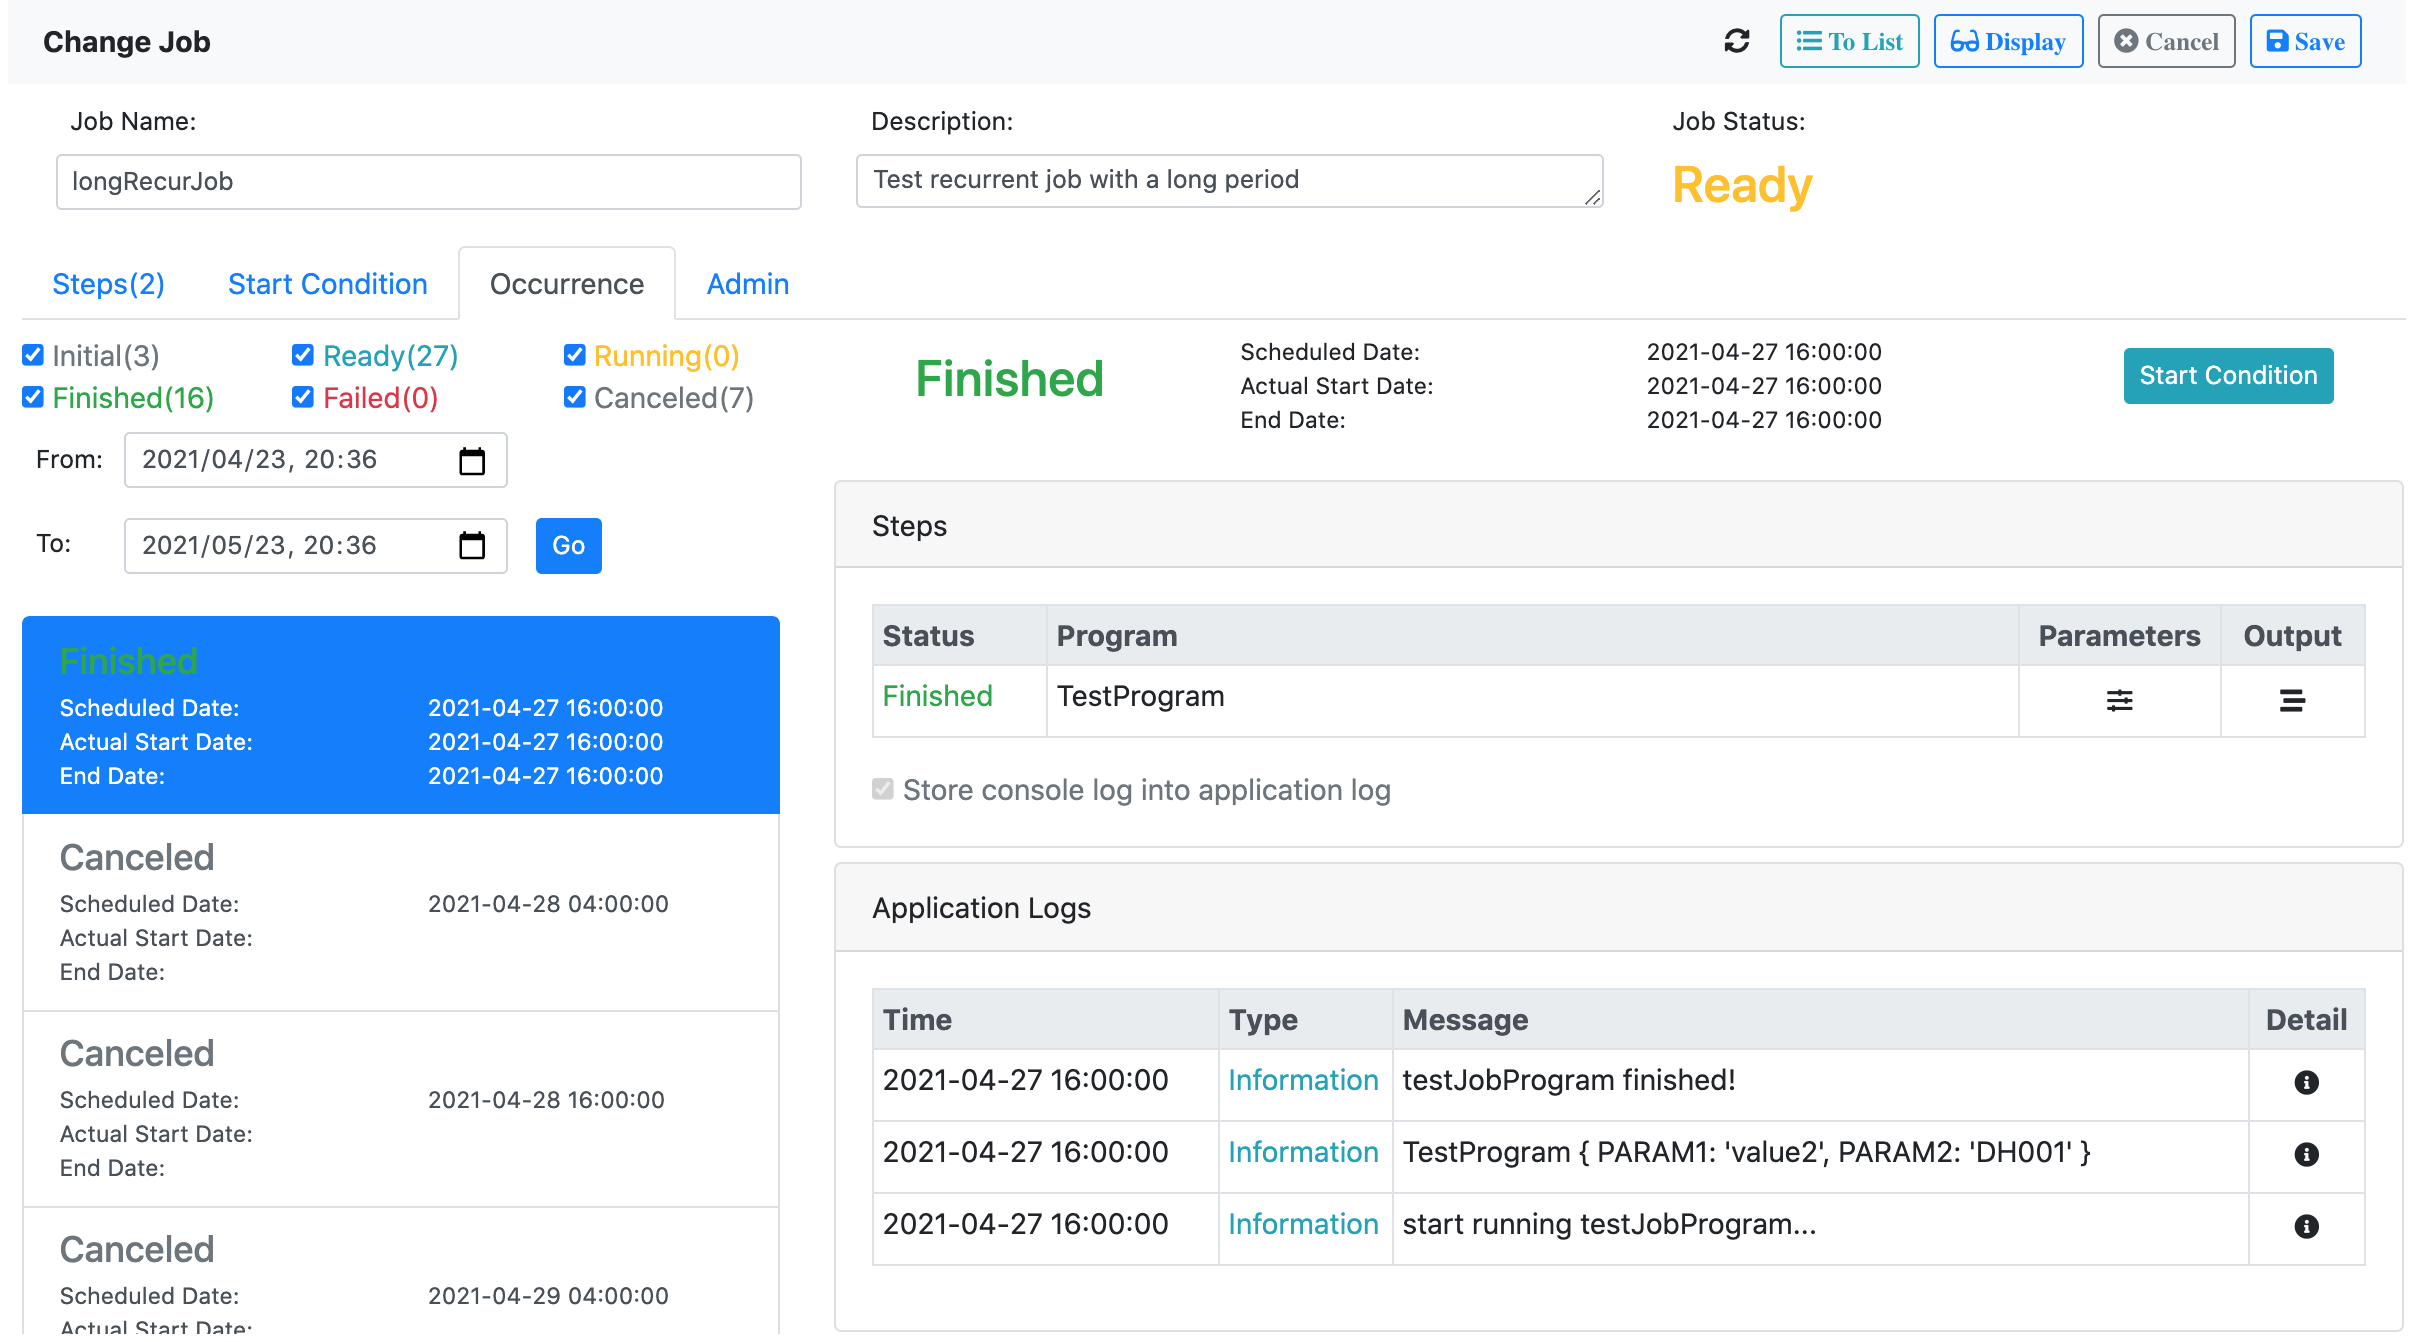 Change Job
To List
Display
Cancel
Save
Job Name:
Description:
Job Status:
longRecurJob
Test recurrent job with a long period
Ready
Steps(2)
Start Condition
Occurrence
Admin
Initial(3)
Ready(27)
Running(0)
Finished(16)
Failed(0)
Canceled(7)
From:
2021/04/23, 20:36
To:
2021/05/23, 20:36
Go
Finished
Scheduled Date: 2021-04-27 16:00:00
Actual Start Date: 2021-04-27 16:00:00
End Date: 2021-04-27 16:00:00
Canceled
Scheduled Date: 2021-04-28 04:00:00
Actual Start Date:
End Date:
Canceled
Scheduled Date: 2021-04-28 16:00:00
Actual Start Date:
End Date:
Canceled
Scheduled Date: 2021-04-29 04:00:00
Actual Start Date:
Finished
Scheduled Date: 2021-04-27 16:00:00
Actual Start Date: 2021-04-27 16:00:00
End Date: 2021-04-27 16:00:00
Start Condition
Steps
Status Program Parameters Output
Finished TestProgram
Store console log into application log
Application Logs
Time Type Message Detail
2021-04-27 16:00:00 Information testJobProgram finished!
2021-04-27 16:00:00 Information TestProgram { PARAM1: 'value2', PARAM2: 'DH001' }
2021-04-27 16:00:00 Information start running testJobProgram...